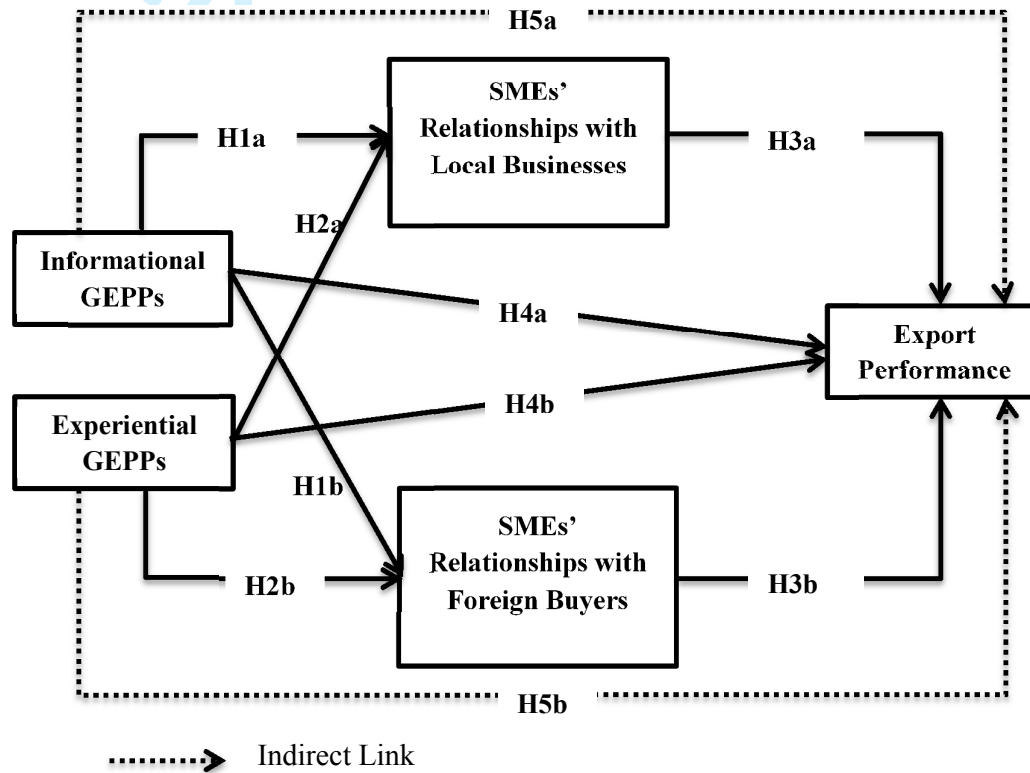 H5a
SMEs'
Relationships with
Local Businesses
H1a
H3a
H2a
Informational
GEPPs
H4a
Export
Performance
H4b
Experiential
GEPPs
H1b
SMEs'
Relationships with
Foreign Buyers
H2b
H3b
H5b
Indirect Link